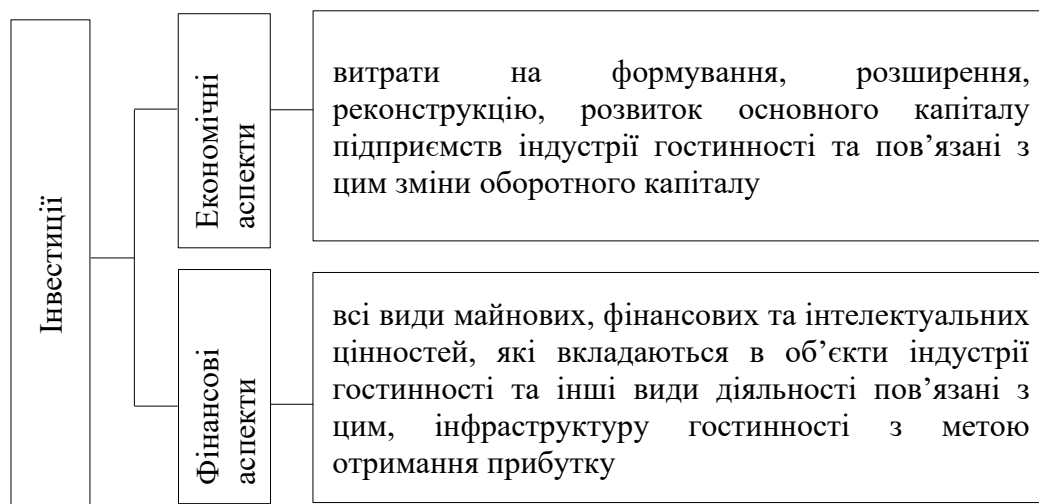 Інвестиції
Економічні
аспекти
витрати на формування, розширення,
реконструкцію, розвиток основного капіталу
підприємств індустрії гостинності та пов’язані з
цим зміни оборотного капіталу
Фінансові
аспекти
всі види майнових, фінансових та інтелектуальних
цінностей, які вкладаються в об’єкти індустрії
гостинності та інші види діяльності пов’язані з
цим, інфраструктуру гостинності з метою
отримання прибутку